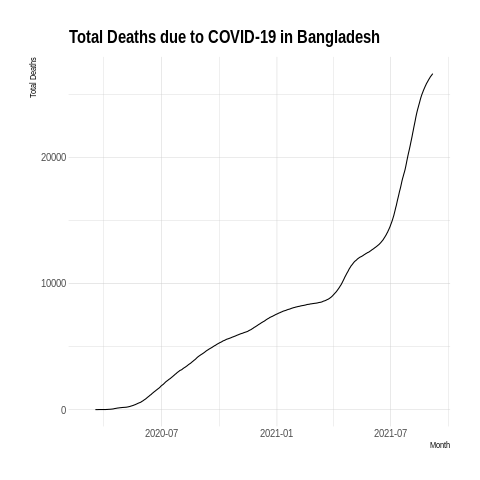 Total Deaths due to COVID-19 in Bangladesh
Total Deaths
20000
10000
0
2020-07
2021-01
2021-07
Month